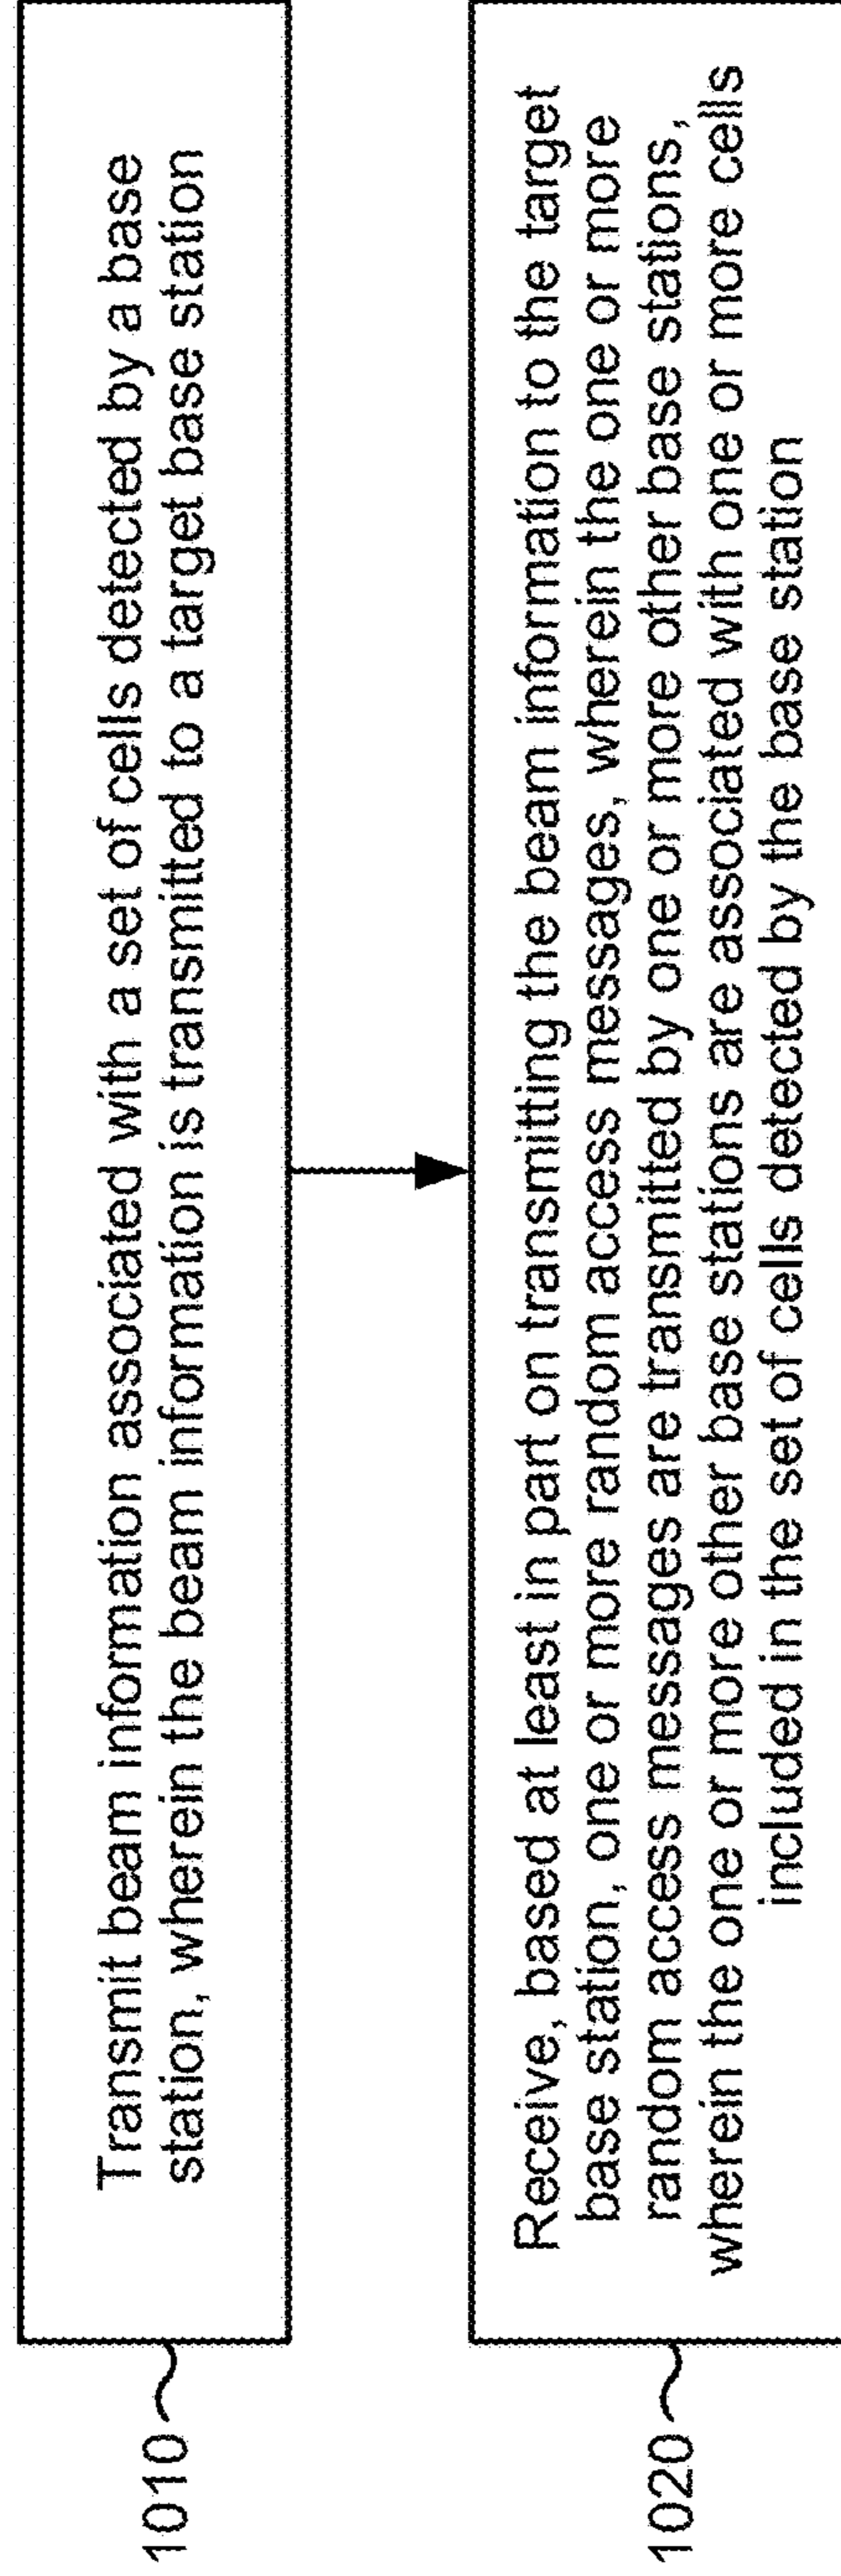 1010
Transmit beam information associated with a set of cells detected by a base
station, wherein the beam information is transmitted to a target base station
1020
Receive, based at least in part on transmitting the beam information to the target
base station, one or more random access messages, wherein the one or more
random access messages are transmitted by one or more other base stations,
wherein the one or more other base stations are associated with one or more cells
included in the set of cells detected by the base station